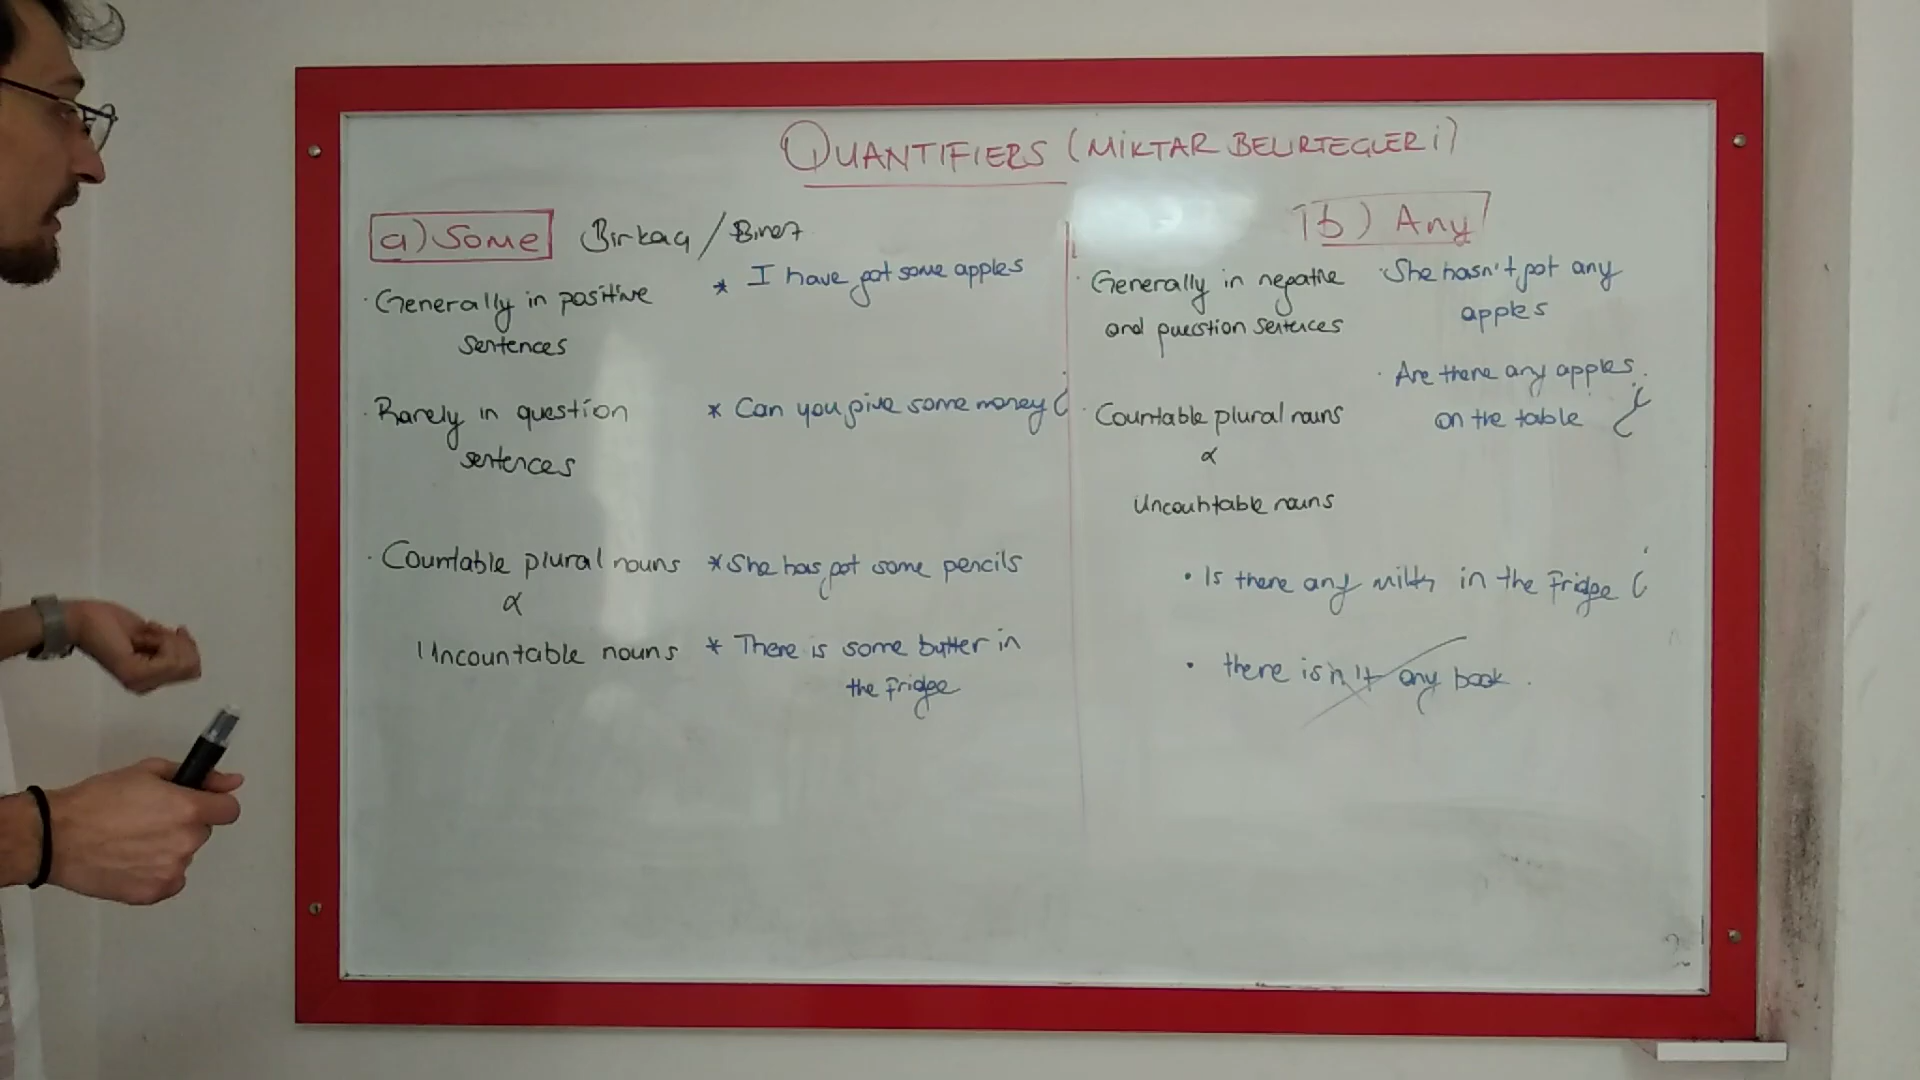 QUANTIFIERS (MİKTAR BELİRTEÇLERİ)
a) Some Birkaç / Biraz
· Generally in positive sentences
* I have got some apples
· Rarely in question sentences
* Can you give some money ?
· Countable plural nouns
* She has got some pencils
&
Uncountable nouns
* There is some butter in the fridge
b) Any
· Generally in negative and question sentences
· She hasn't got any apples
· Are there any apples on the table ?
· Countable plural nouns
&
Uncountable nouns
· Is there any milk in the fridge ?
· there isn't any book .